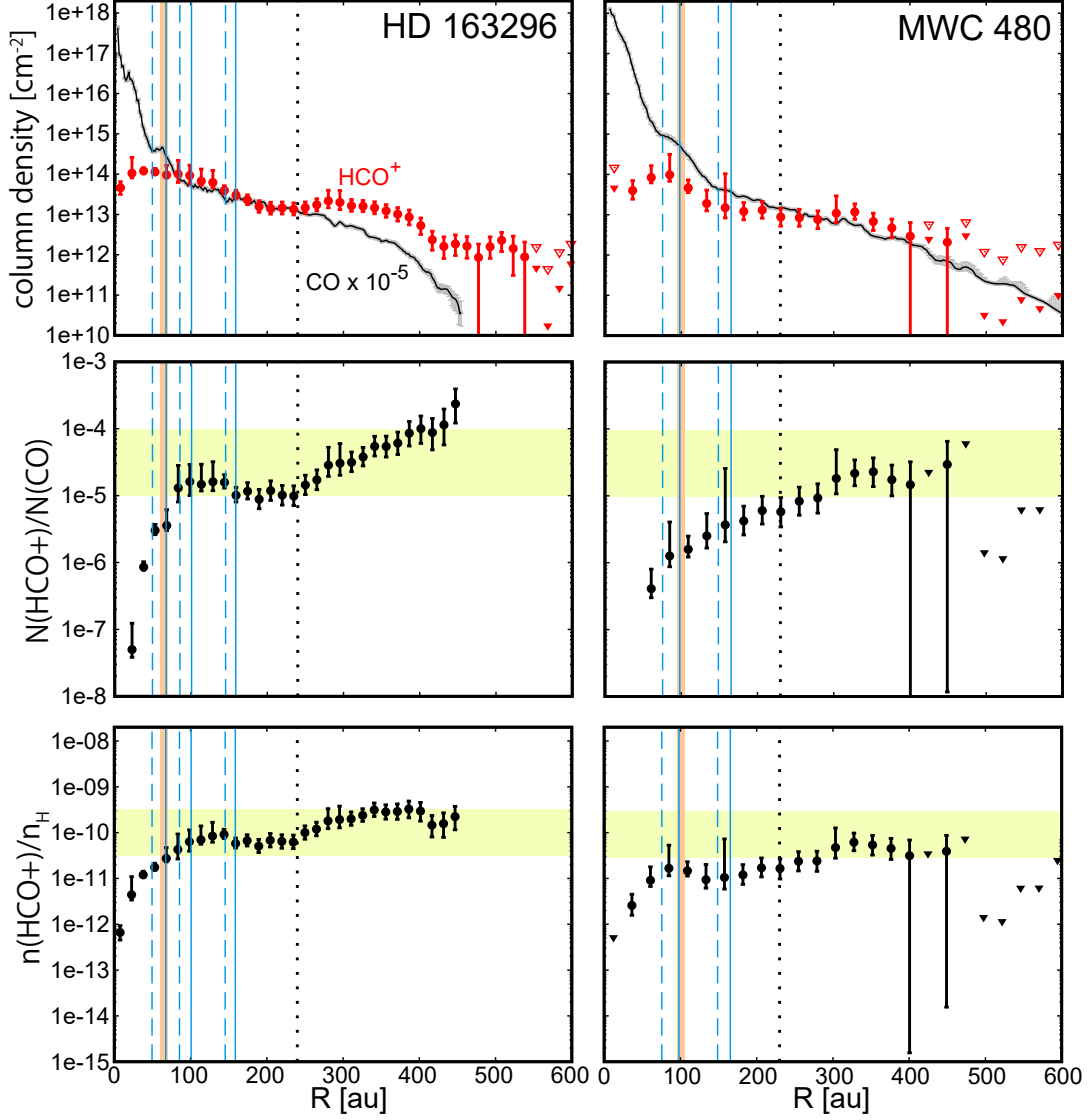 HD 163296
MWC 480
column density [cm-2]
1e+18
1e+17
1e+16
1e+15
1e+14
1e+13
1e+12
1e+11
1e+10
HCO+
CO x 10-5
N(HCO+)/N(CO)
1e-3
1e-4
1e-5
1e-6
1e-7
1e-8
n(HCO+)/nH
1e-08
1e-09
1e-10
1e-11
1e-12
1e-13
1e-14
1e-15
0 100 200 300 400 500 600
0 100 200 300 400 500 600
R [au]
R [au]